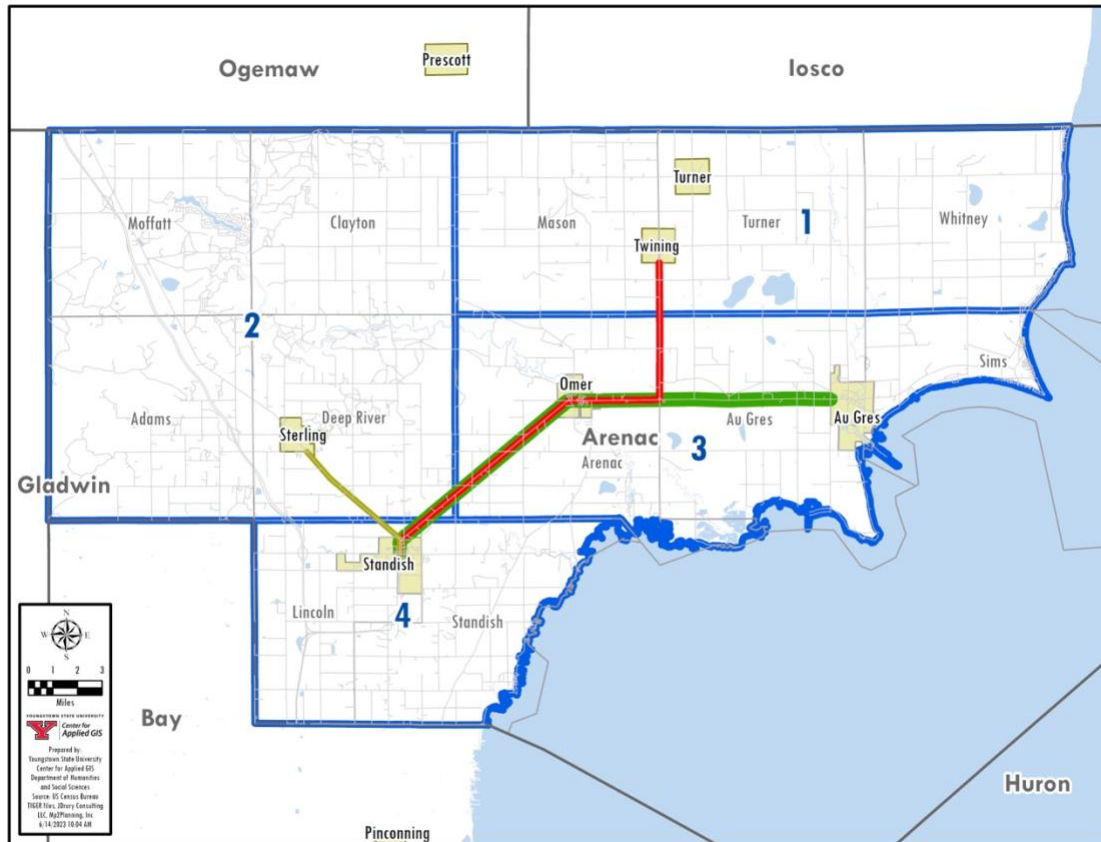 Prescott
Ogemaw
Iosco
Turner
Moffatt
Clayton
Mason
Turner
1
Whitney
Twining
2
Sims
Omer
Adams
Deep River
Au Gres
Au Gres
Sterling
Arenac
3
Arenac
Gladwin
Standish
Lincoln
4
Standish
N
W E
S
0 1 2 3
Miles
YOUNGSTOWN STATE UNIVERSITY
Y Center for
Applied GIS
Prepared by:
Youngstown State University
Center for Applied GIS
Department of Humanities
and Social Sciences
Source: US Census Bureau
TIGER Files, JDrury Consulting
LLC, Mp2Planning, Inc
6/14/2023 10:04 AM
Bay
Huron
Pinconning